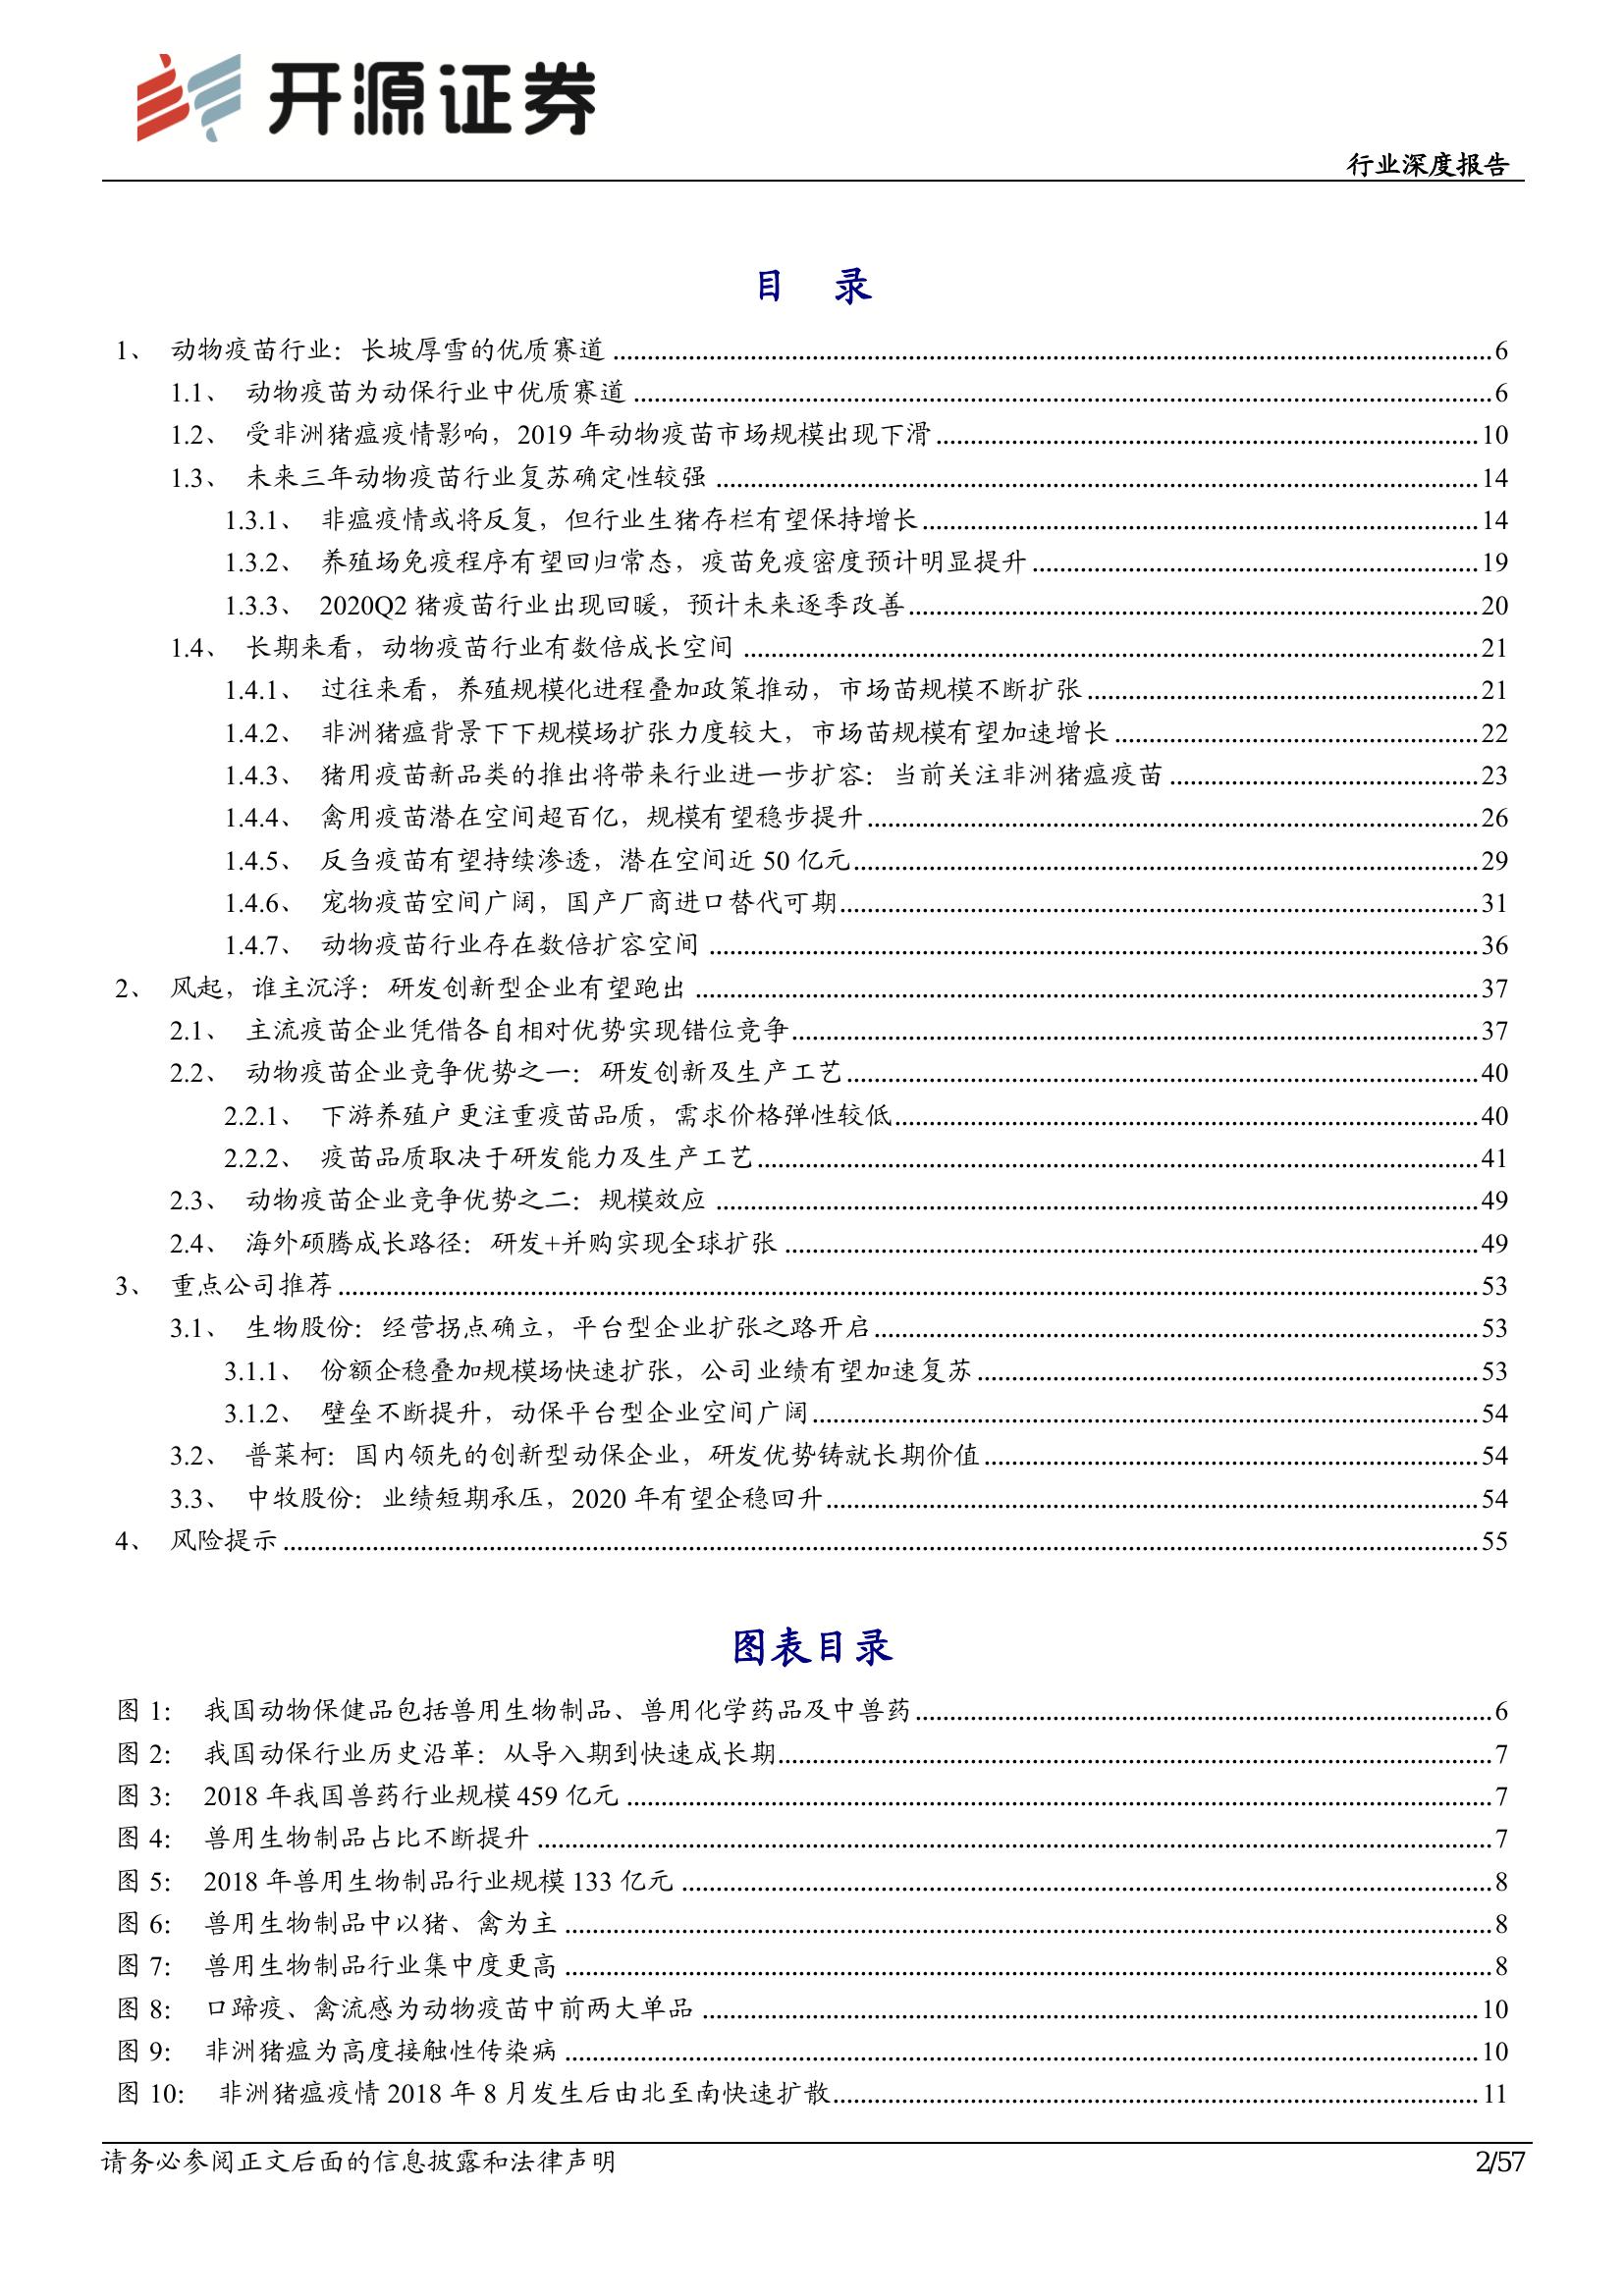 开源证券
行业深度报告
目 录
1、 动物疫苗行业：长坡厚雪的优质赛道 6
1.1、 动物疫苗为动保行业中优质赛道 6
1.2、 受非洲猪瘟疫情影响，2019 年动物疫苗市场规模出现下滑 10
1.3、 未来三年动物疫苗行业复苏确定性较强 14
1.3.1、 非瘟疫情或将反复，但行业生猪存栏有望保持增长 14
1.3.2、 养殖场免疫程序有望回归常态，疫苗免疫密度预计明显提升 19
1.3.3、 2020Q2 猪疫苗行业出现回暖，预计未来逐季改善 20
1.4、 长期来看，动物疫苗行业有数倍成长空间 21
1.4.1、 过往来看，养殖规模化进程叠加政策推动，市场苗规模不断扩张 21
1.4.2、 非洲猪瘟背景下下规模场扩张力度较大，市场苗规模有望加速增长 22
1.4.3、 猪用疫苗新品类的推出将带来行业进一步扩容：当前关注非洲猪瘟疫苗 23
1.4.4、 禽用疫苗潜在空间超百亿，规模有望稳步提升 26
1.4.5、 反刍疫苗有望持续渗透，潜在空间近 50 亿元 29
1.4.6、 宠物疫苗空间广阔，国产厂商进口替代可期 31
1.4.7、 动物疫苗行业存在数倍扩容空间 36
2、 风起，谁主沉浮：研发创新型企业有望跑出 37
2.1、 主流疫苗企业凭借各自相对优势实现错位竞争 37
2.2、 动物疫苗企业竞争优势之一：研发创新及生产工艺 40
2.2.1、 下游养殖户更注重疫苗品质，需求价格弹性较低 40
2.2.2、 疫苗品质取决于研发能力及生产工艺 41
2.3、 动物疫苗企业竞争优势之二：规模效应 49
2.4、 海外硕腾成长路径：研发+并购实现全球扩张 49
3、 重点公司推荐 53
3.1、 生物股份：经营拐点确立，平台型企业扩张之路开启 53
3.1.1、 份额企稳叠加规模场快速扩张，公司业绩有望加速复苏 53
3.1.2、 壁垒不断提升，动保平台型企业空间广阔 54
3.2、 普莱柯：国内领先的创新型动保企业，研发优势铸就长期价值 54
3.3、 中牧股份：业绩短期承压，2020 年有望企稳回升 54
4、 风险提示 55
图表目录
图 1： 我国动物保健品包括兽用生物制品、兽用化学药品及中兽药 6
图 2： 我国动保行业历史沿革：从导入期到快速成长期 7
图 3： 2018 年我国兽药行业规模 459 亿元 7
图 4： 兽用生物制品占比不断提升 7
图 5： 2018 年兽用生物制品行业规模 133 亿元 8
图 6： 兽用生物制品中以猪、禽为主 8
图 7： 兽用生物制品行业集中度更高 8
图 8： 口蹄疫、禽流感为动物疫苗中前两大单品 10
图 9： 非洲猪瘟为高度接触性传染病 10
图 10： 非洲猪瘟疫情 2018 年 8 月发生后由北至南快速扩散 11
请务必参阅正文后面的信息披露和法律声明
2/57